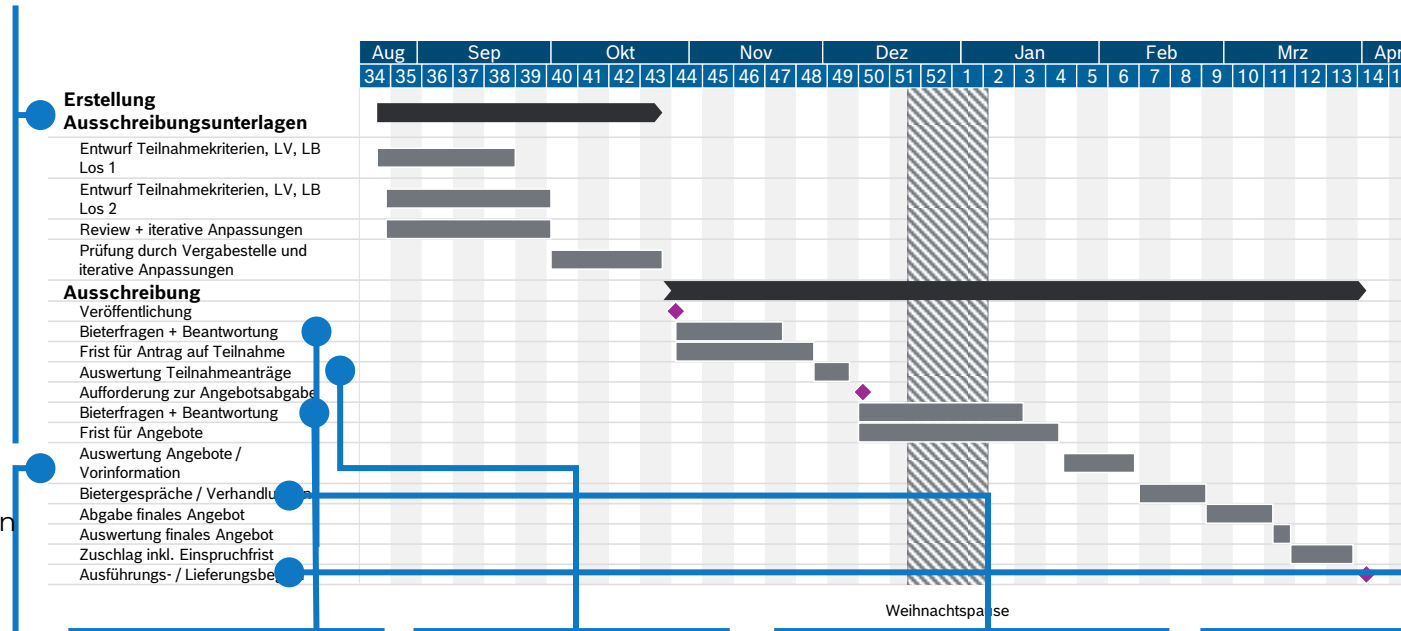 Aug Sep Okt Nov Dez Jan Feb Mrz Apr
34 35 36 37 38 39 40 41 42 43 44 45 46 47 48 49 50 51 52 1 2 3 4 5 6 7 8 9 10 11 12 13 14 1
Erstellung
Ausschreibungsunterlagen
Entwurf Teilnahmekriterien, LV, LB
Los 1
Entwurf Teilnahmekriterien, LV, LB
Los 2
Review + iterative Anpassungen
Prüfung durch Vergabestelle und
iterative Anpassungen
Ausschreibung
Veröffentlichung
Bieterfragen + Beantwortung
Frist für Antrag auf Teilnahme
Auswertung Teilnahmeanträge
Aufforderung zur Angebotsabgabe
Bieterfragen + Beantwortung
Frist für Angebote
Auswertung Angebote /
Vorinformation
Bietergespräche /
n
Abgabe finales Angebot
Auswertung finales Angebot
Zuschlag inkl. Einspruchfrist
Ausführungs- /
Weihnachtspause